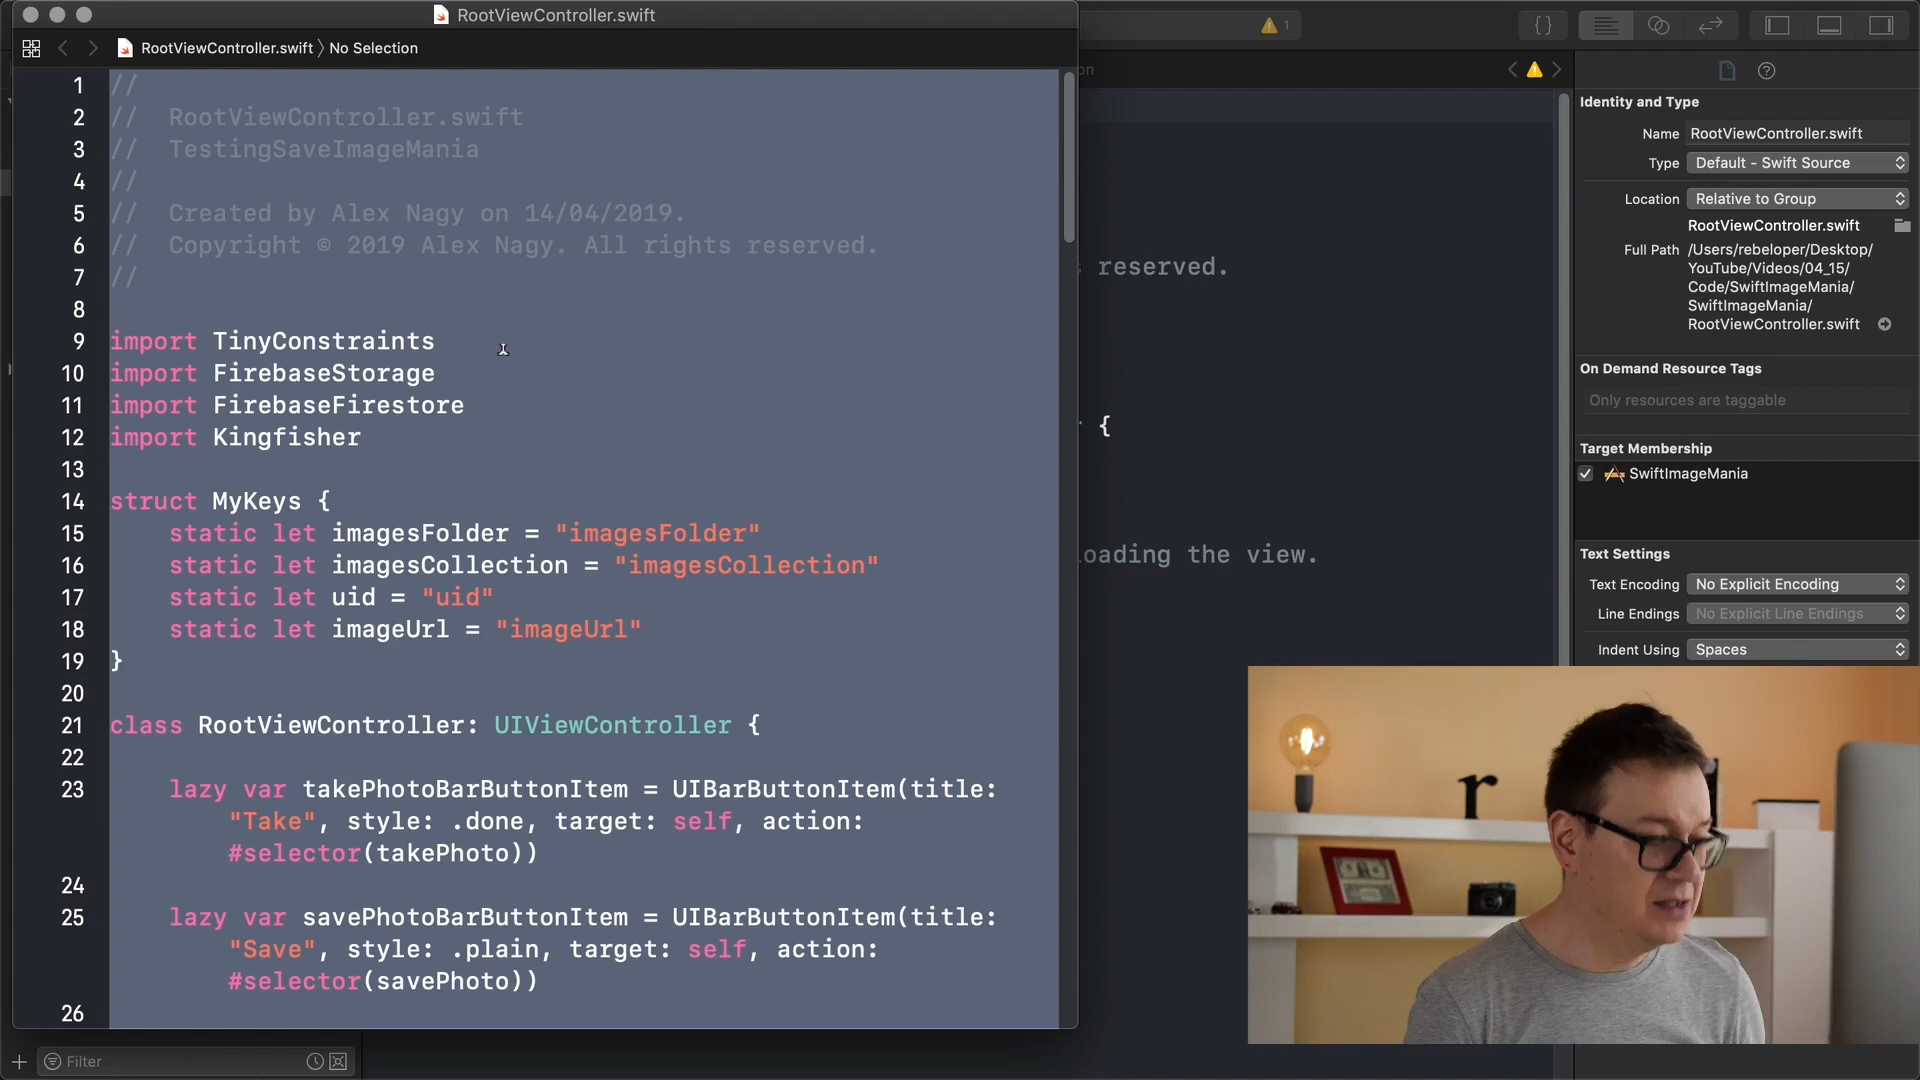 RootViewController.swift
RootViewController.swift No Selection
1 //
2 // RootViewController.swift
3 // TestingSaveImageMania
4 //
5 // Created by Alex Nagy on 14/04/2019.
6 // Copyright © 2019 Alex Nagy. All rights reserved.
7 //
8
9 import TinyConstraints
10 import FirebaseStorage
11 import FirebaseFirestore
12 import Kingfisher
13
14 struct MyKeys {
15 static let imagesFolder = "imagesFolder"
16 static let imagesCollection = "imagesCollection"
17 static let uid = "uid"
18 static let imageUrl = "imageUrl"
19 }
20
21 class RootViewController: UIViewController {
22
23 lazy var takePhotoBarButtonItem = UIBarButtonItem(title:
"Take", style: .done, target: self, action:
#selector(takePhoto))
24
25 lazy var savePhotoBarButtonItem = UIBarButtonItem(title:
"Save", style: .plain, target: self, action:
#selector(savePhoto))
26
Filter
1
{}
on
reserved.
{
loading the view.
Identity and Type
Name RootViewController.swift
Type Default - Swift Source
Location Relative to Group
RootViewController.swift
Full Path /Users/rebeloper/Desktop/
YouTube/Videos/04_15/
Code/SwiftImageMania/
SwiftImageMania/
RootViewController.swift
On Demand Resource Tags
Only resources are taggable
Target Membership
SwiftImageMania
Text Settings
Text Encoding No Explicit Encoding
Line Endings No Explicit Line Endings
Indent Using Spaces
r